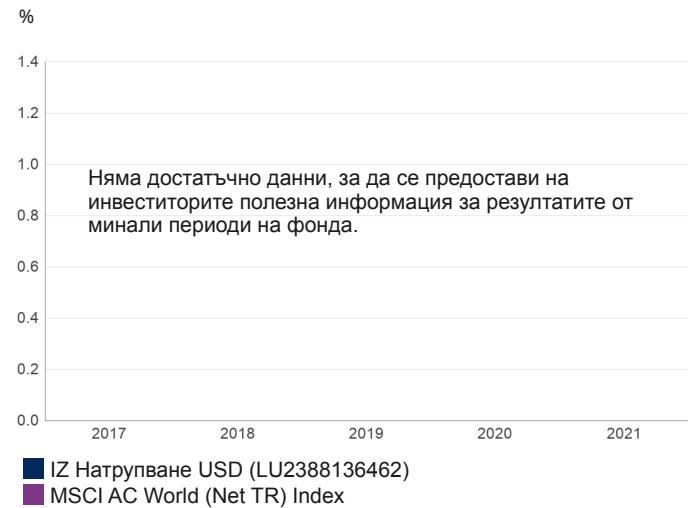 %
1.4
1.2
1.0
Няма достатъчно данни, за да се предостави на
инвеститорите полезна информация за резултатите от
0.8
минали периоди на фонда.
0.6
0.4
0.2
0.0
2017 2018 2019 2020 2021
IZ Натрупване USD (LU2388136462)
MSCI AC World (Net TR) Index